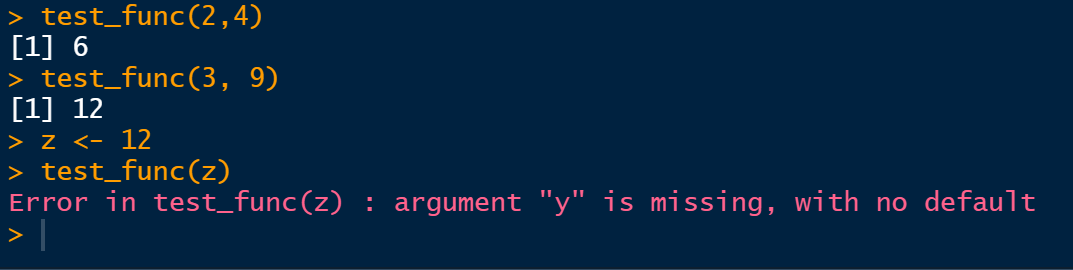 > test_func(2,4)
[1] 6
> test_func(3, 9)
[1] 12
> z <- 12
> test_func(z)
Error in test_func(z) : argument "y" is missing, with no default
>